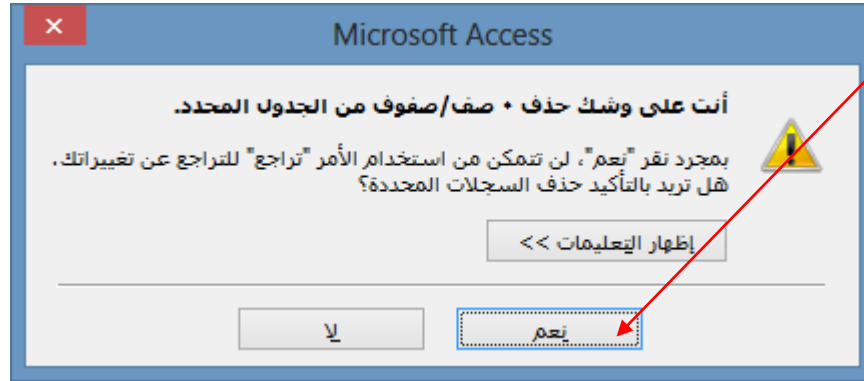 Microsoft Access
أنت على وشك حذف ٠ صف/صفوف من الجدول المحدد.
بمجرد نقر "نعم"، لن تتمكن من استخدام الأمر "تراجع" للتراجع عن تغييراتك.
هل تريد بالتأكيد حذف السجلات المحددة؟
إظهار التعليمات >>
نعم
لا